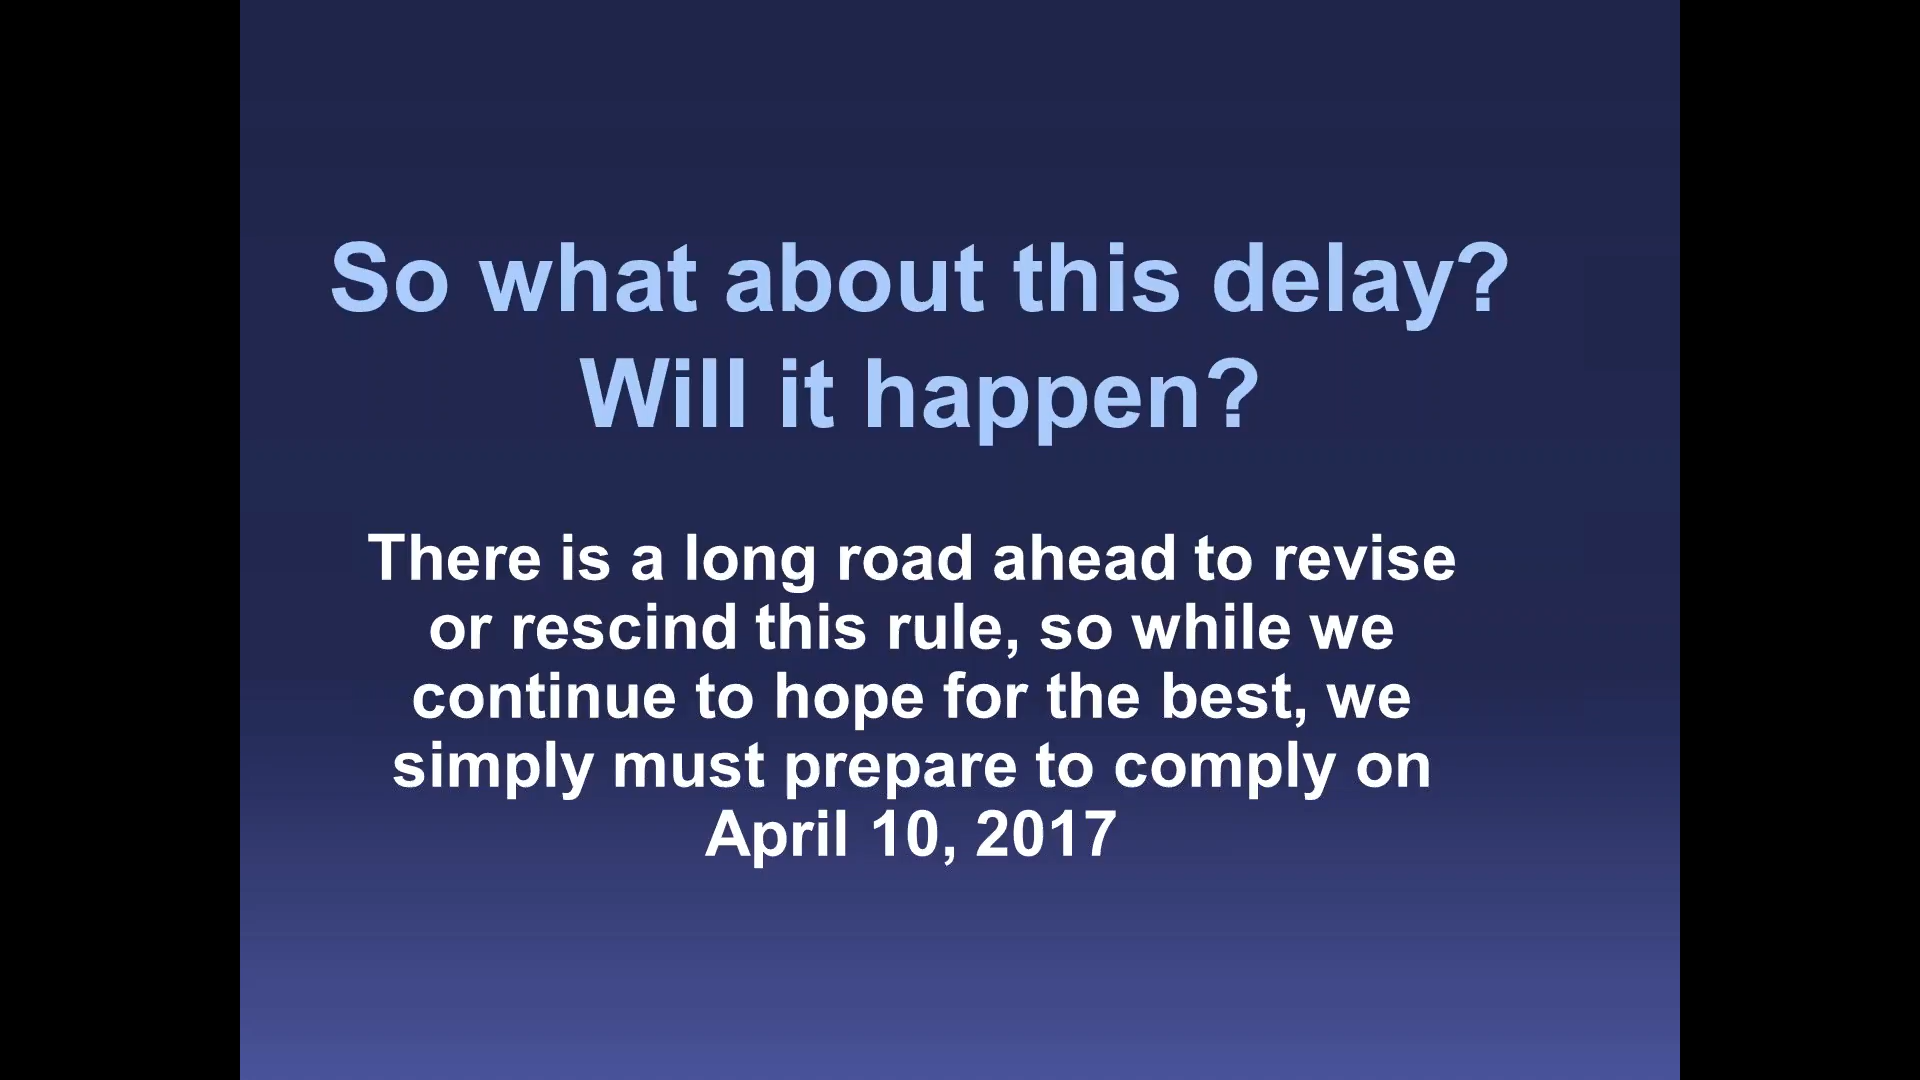 So what about this delay?
Will it happen?
There is a long road ahead to revise
or rescind this rule, so while we
continue to hope for the best, we
simply must prepare to comply on
April 10, 2017